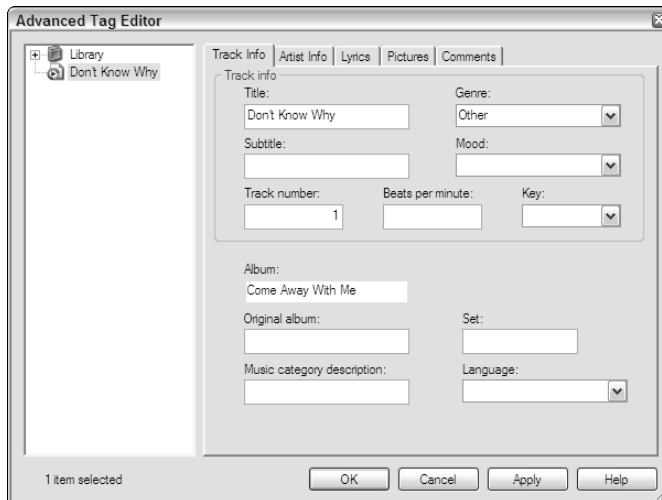 Advanced Tag Editor
Library
Don't Know Why
Track Info Artist Info Lyrics Pictures Comments
Track info
Title: Genre:
Don't Know Why Other
Subtitle: Mood:
Track number: Beats per minute: Key:
1
Album:
Come Away With Me
Original album: Set:
Music category description: Language:
1 item selected OK Cancel Apply Help